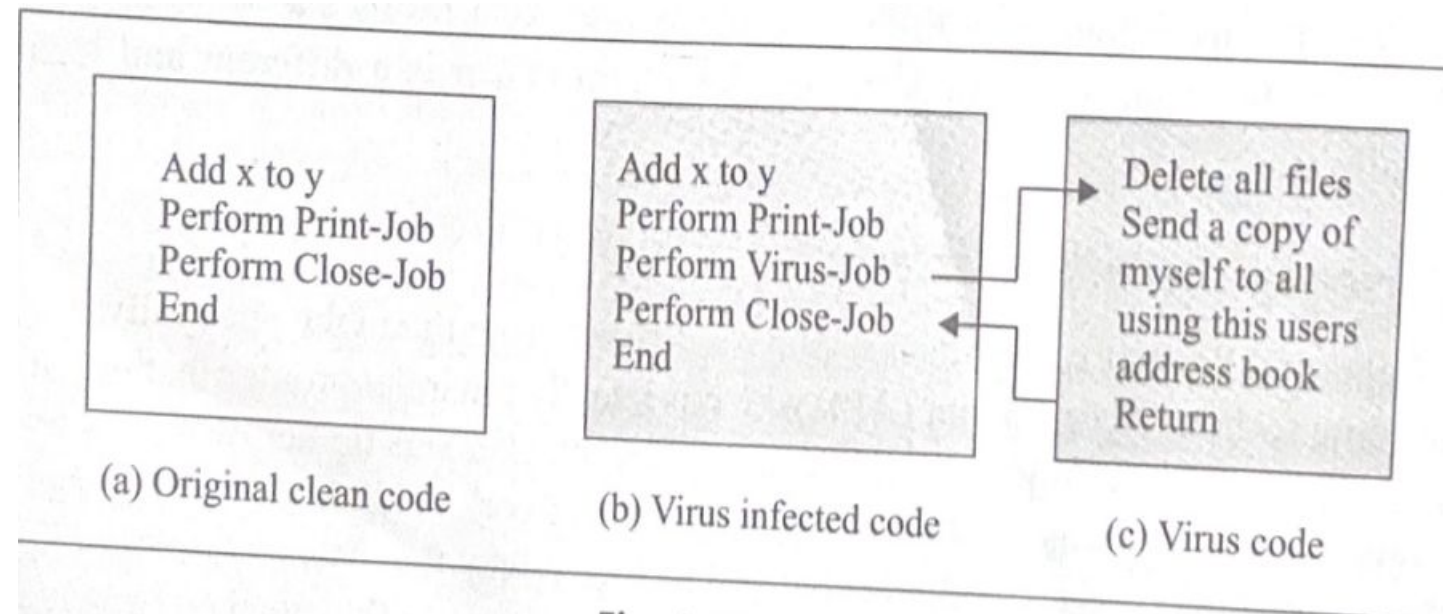 Add x to y
Perform Print-Job
Perform Close-Job
End
(a) Original clean code
Add x to y
Perform Print-Job
Perform Virus-Job
Perform Close-Job
End
(b) Virus infected code
Delete all files
Send a copy of
myself to all
using this users
address book
Return
(c) Virus code